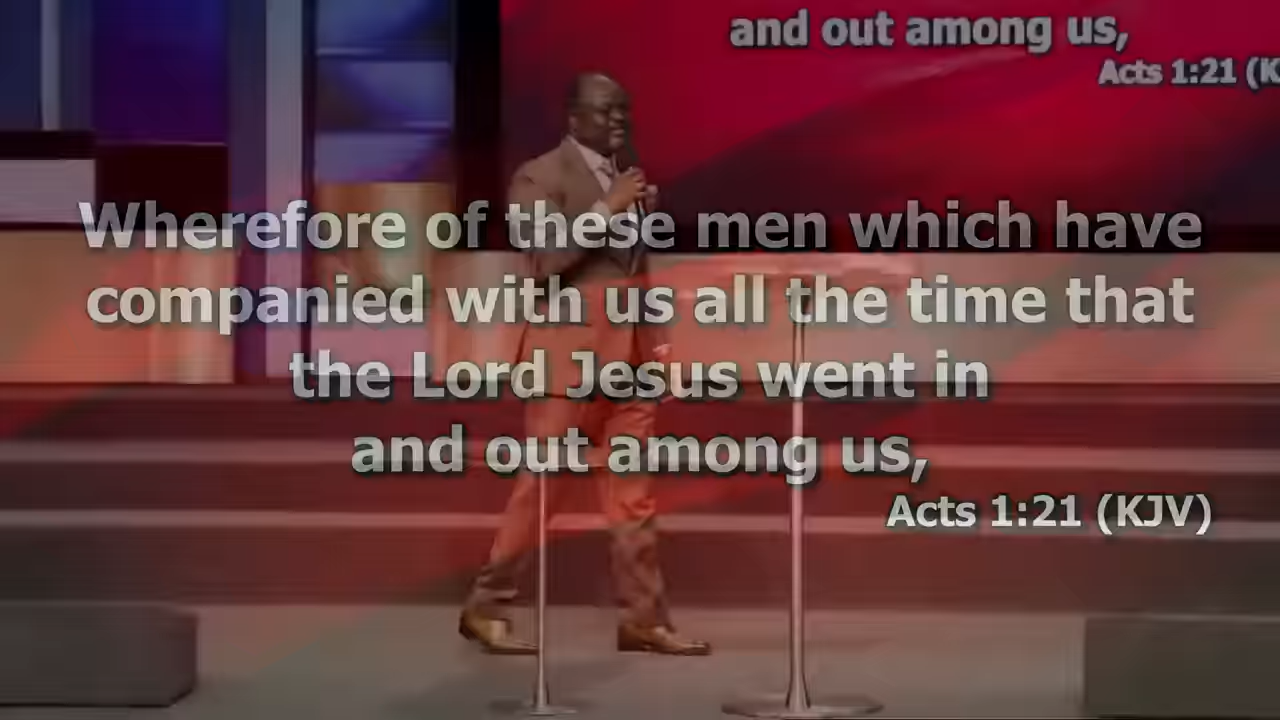 and out among us,
Acts 1:21 (K
Wherefore of these men which have
companied with us all the time that
the Lord Jesus went in
and out among us,
Acts 1:21 (KJV)